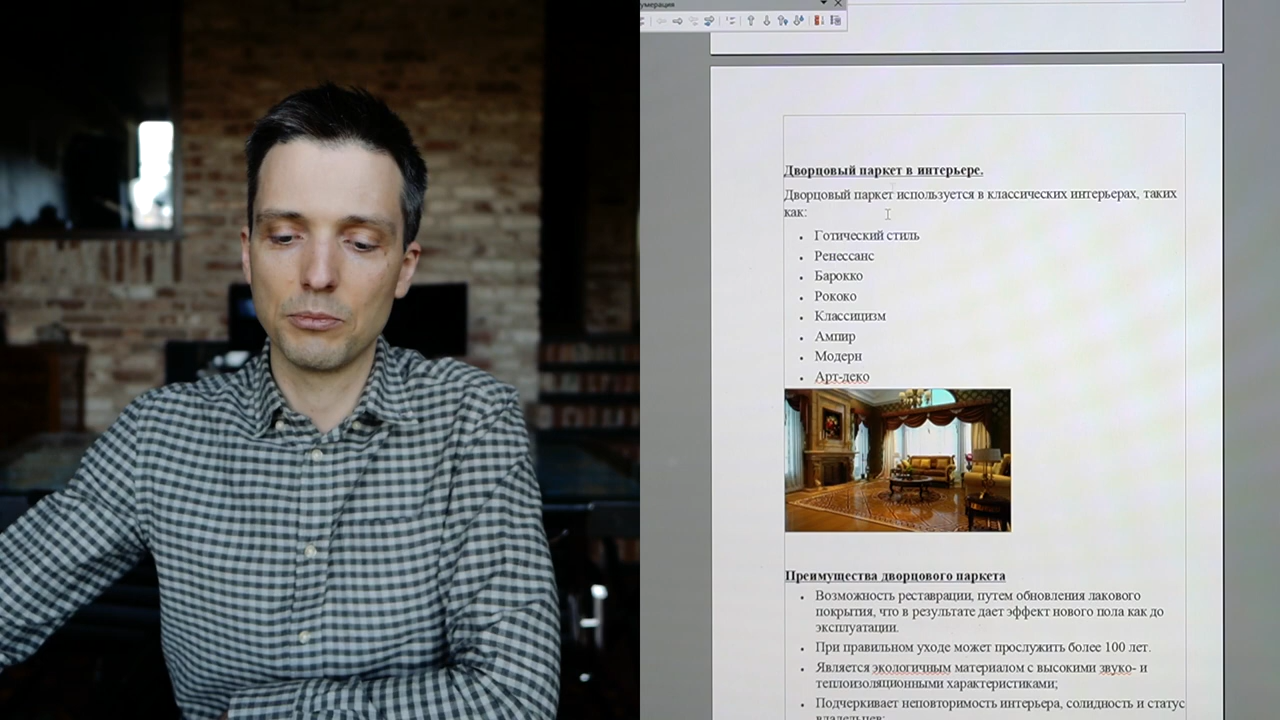 умерация
Дворцовый паркет в интерьере.
Дворцовый паркет используется в классических интерьерах, таких
как:
Готический стиль
Ренессанс
Барокко
Рококо
Классицизм
Ампир
Модерн
Арт-деко
Преимущества дворцового паркета
Возможность реставрации, путем обновления лакового
покрытия, что в результате дает эффект нового пола как до
эксплуатации.
При правильном уходе может прослужить более 100 лет.
Является экологичным материалом с высокими звуко- и
теплоизоляционными характеристиками;
Подчеркивает неповторимость интерьера, солидность и статус
владельцев;